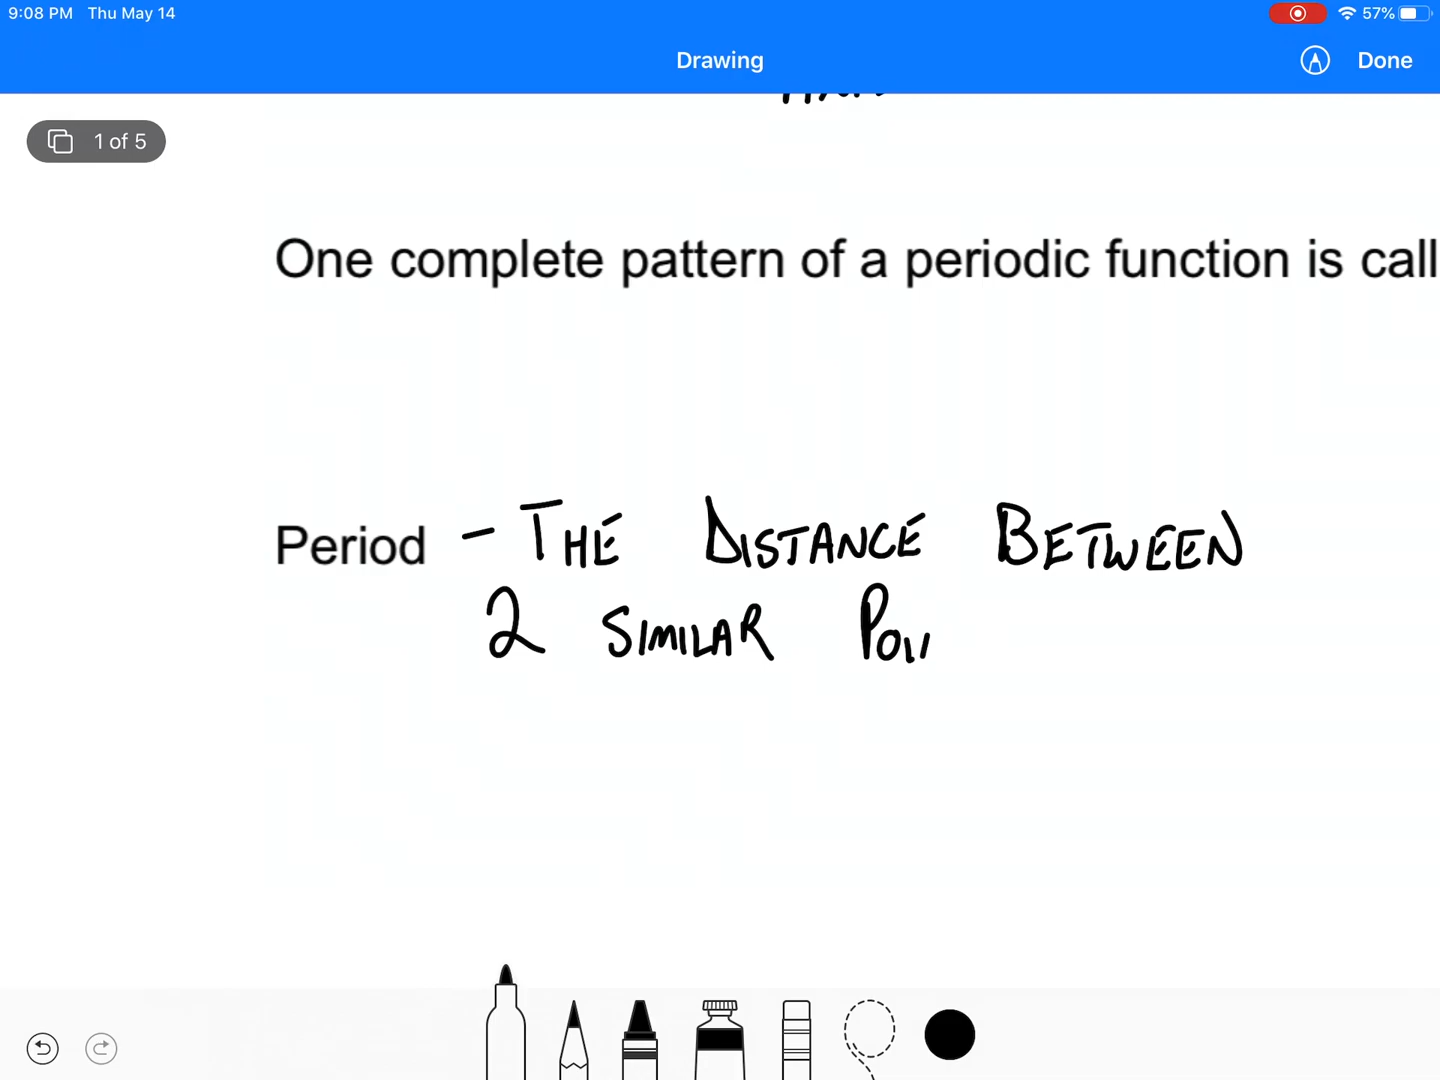 9:08 PM Thu May 14
57%
Drawing
Done
1 of 5
One complete pattern of a periodic function is call
Period - THE DISTANCE BETWEEN
2 SIMILAR